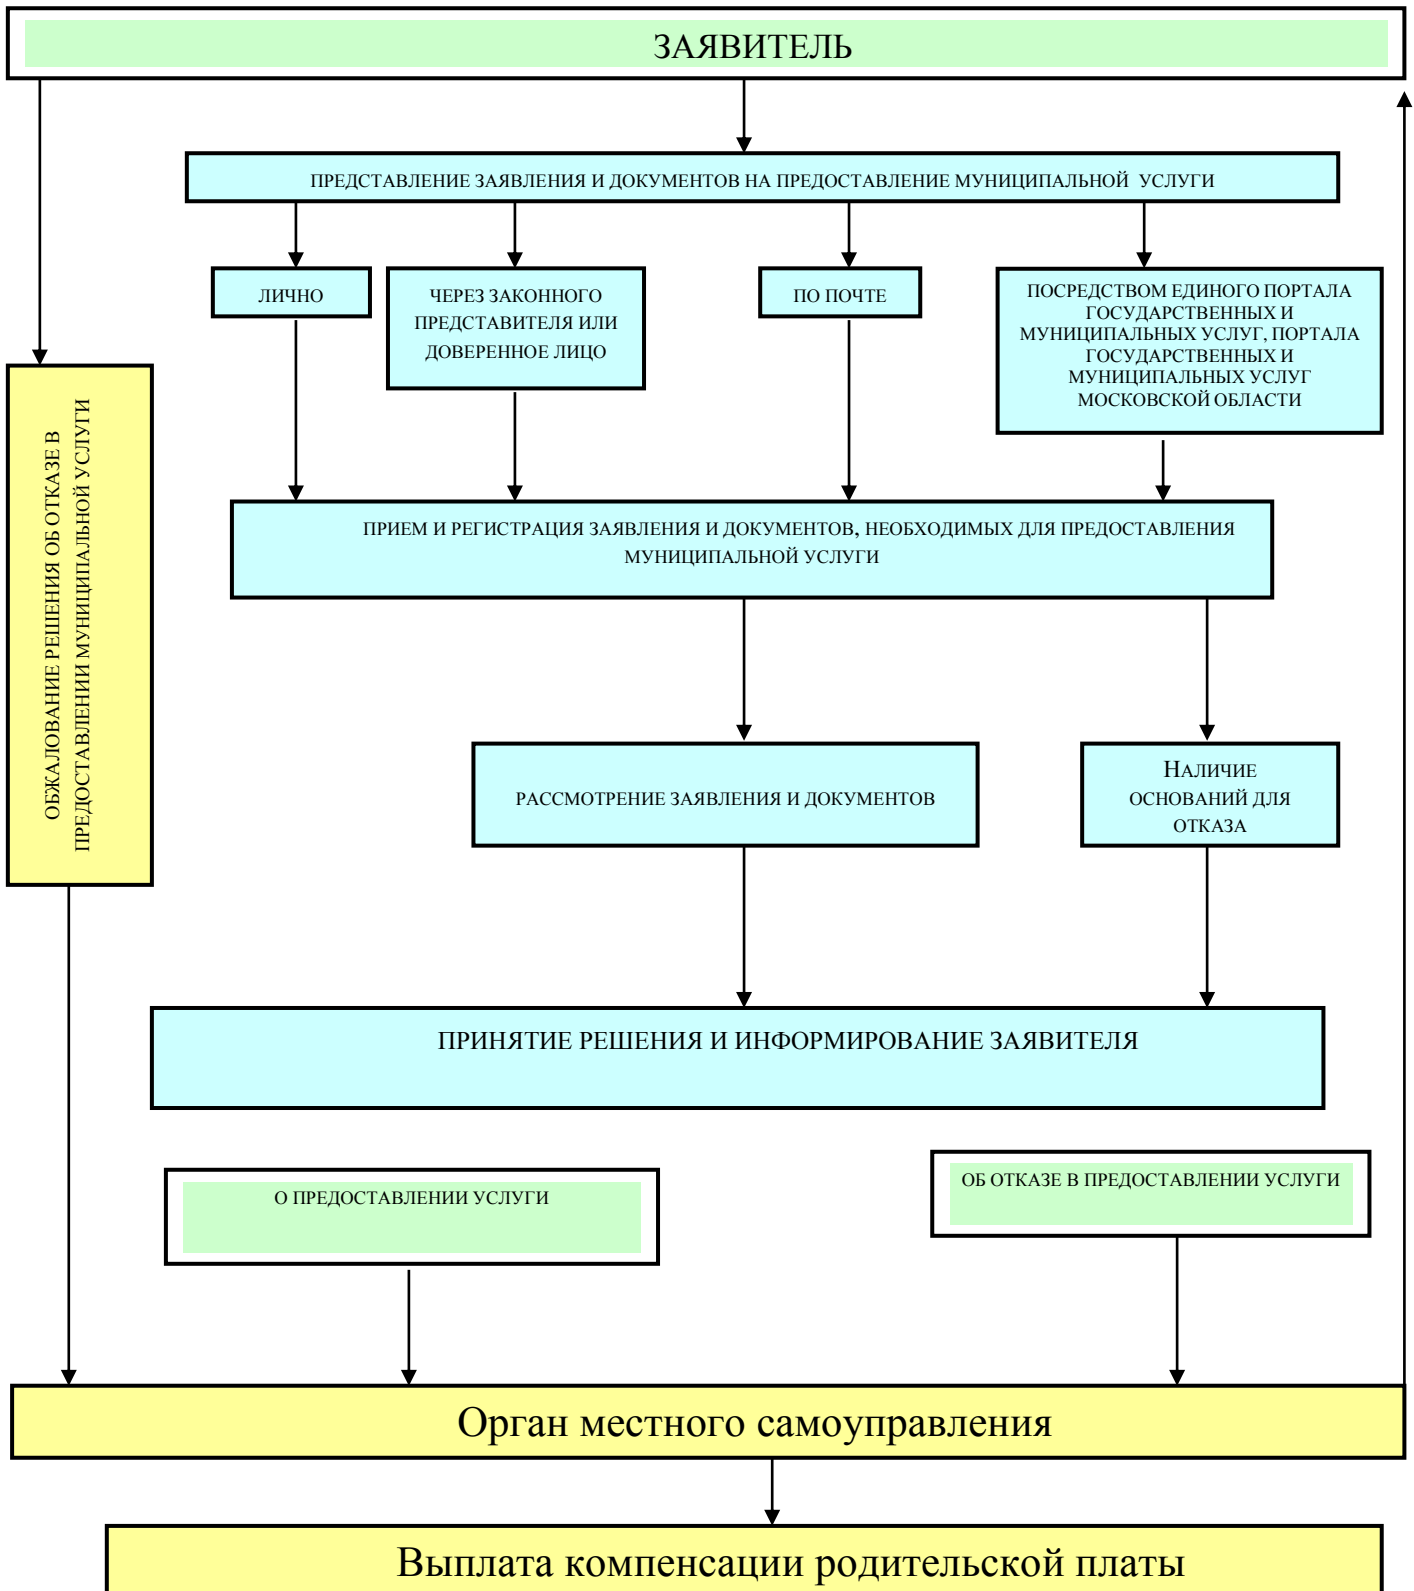 ЗАЯВИТЕЛЬ
ПРЕДСТАВЛЕНИЕ ЗАЯВЛЕНИЯ И ДОКУМЕНТОВ НА ПРЕДОСТАВЛЕНИЕ МУНИЦИПАЛЬНОЙ УСЛУГИ
ЛИЧНО
ЧЕРЕЗ ЗАКОННОГО
ПРЕДСТАВИТЕЛЯ ИЛИ
ДОВЕРЕННОЕ ЛИЦО
ПО ПОЧТЕ
ПОСРЕДСТВОМ ЕДИНОГО ПОРТАЛА
ГОСУДАРСТВЕННЫХ И
МУНИЦИПАЛЬНЫХ УСЛУГ, ПОРТАЛА
ГОСУДАРСТВЕННЫХ И
МУНИЦИПАЛЬНЫХ УСЛУГ
МОСКОВСКОЙ ОБЛАСТИ
ОБЖАЛОВАНИЕ РЕШЕНИЯ ОБ ОТКАЗЕ В
ПРЕДОСТАВЛЕНИИ МУНИЦИПАЛЬНОЙ УСЛУГИ
ПРИЕМ И РЕГИСТРАЦИЯ ЗАЯВЛЕНИЯ И ДОКУМЕНТОВ, НЕОБХОДИМЫХ ДЛЯ ПРЕДОСТАВЛЕНИЯ
МУНИЦИПАЛЬНОЙ УСЛУГИ
РАССМОТРЕНИЕ ЗАЯВЛЕНИЯ И ДОКУМЕНТОВ
НАЛИЧИЕ
ОСНОВАНИЙ ДЛЯ
ОТКАЗА
ПРИНЯТИЕ РЕШЕНИЯ И ИНФОРМИРОВАНИЕ ЗАЯВИТЕЛЯ
О ПРЕДОСТАВЛЕНИИ УСЛУГИ
ОБ ОТКАЗЕ В ПРЕДОСТАВЛЕНИИ УСЛУГИ
Орган местного самоуправления
Выплата компенсации родительской платы